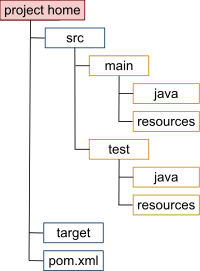 project home
src
main
java
resources
test
java
resources
target
pom.xml